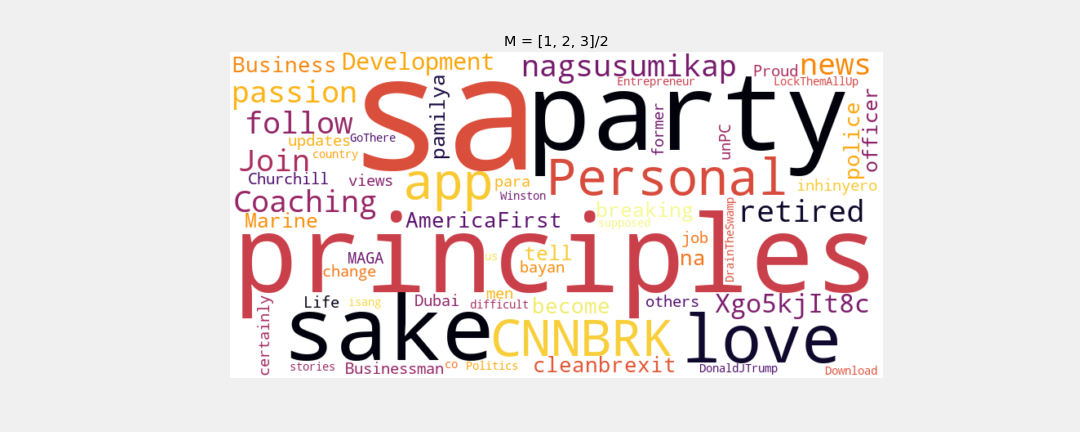 M = [1, 2, 3]/2
Business
Development
nagsusumikap
Proud
news
passion
sa
pamilya
party
Entrepreneur
LockThemAllUp
follow
updates
GoThere
country
former
unPC
police
officer
Join
Churchill
views
app
para
Winston
Personal
inhinyero
Coaching
Marine
AmericaFirst
breaking
supposed
retired
principles
MAGA
change
us
tell
bayan
job
na
DrainTheSwamp
certainly
Life
isang
Dubai
men
difficult
become
others
Xgo5kjIt8c
sake
CNNBRK
love
stories
Businessman
co
Politics
cleanbrexit
DonaldJTrump
Download